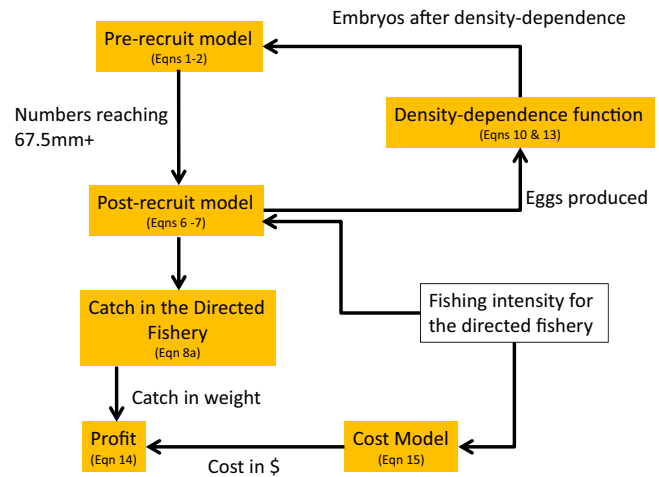 Embryos after density-dependence
Pre-recruit model
(Eqns 1-2)
Numbers reaching
67.5mm+
Density-dependence function
(Eqns 10 & 13)
Post-recruit model
(Eqns 6 -7)
Eggs produced
Catch in the Directed
Fishery
(Eqn 8a)
Fishing intensity for
the directed fishery
Catch in weight
Profit
(Eqn 14)
Cost in $
Cost Model
(Eqn 15)